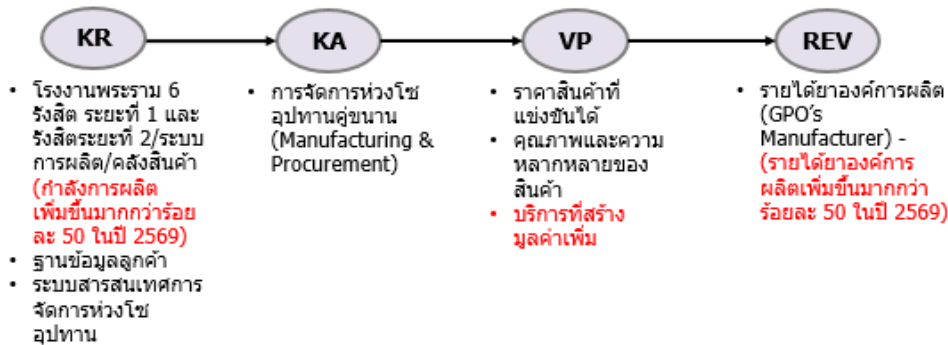 KR
KA
VP
REV
• โรงงานพระราม 6
รังสิต ระยะที่ 1 และ
รังสิตระยะที่ 2/ระบบ
การผลิต/คลังสินค้า
(กำลังการผลิต
เพิ่มขึ้นมากกว่าร้อย
ละ 50 ในปี 2569)
• ฐานข้อมูลลูกค้า
• ระบบสารสนเทศการ
จัดการห่วงโซ่
อุปทาน
• การจัดการห่วงโซ่
อุปทานคู่ขนาน
(Manufacturing &
Procurement)
• ราคาสินค้าที่
แข่งขันได้
• คุณภาพและความ
หลากหลายของ
สินค้า
• บริการที่สร้าง
มูลค่าเพิ่ม
• รายได้ยาองค์การผลิต
(GPO’s
Manufacturer) -
(รายได้ยาองค์การ
ผลิตเพิ่มขึ้นมากกว่า
ร้อยละ 50 ในปี 2569)